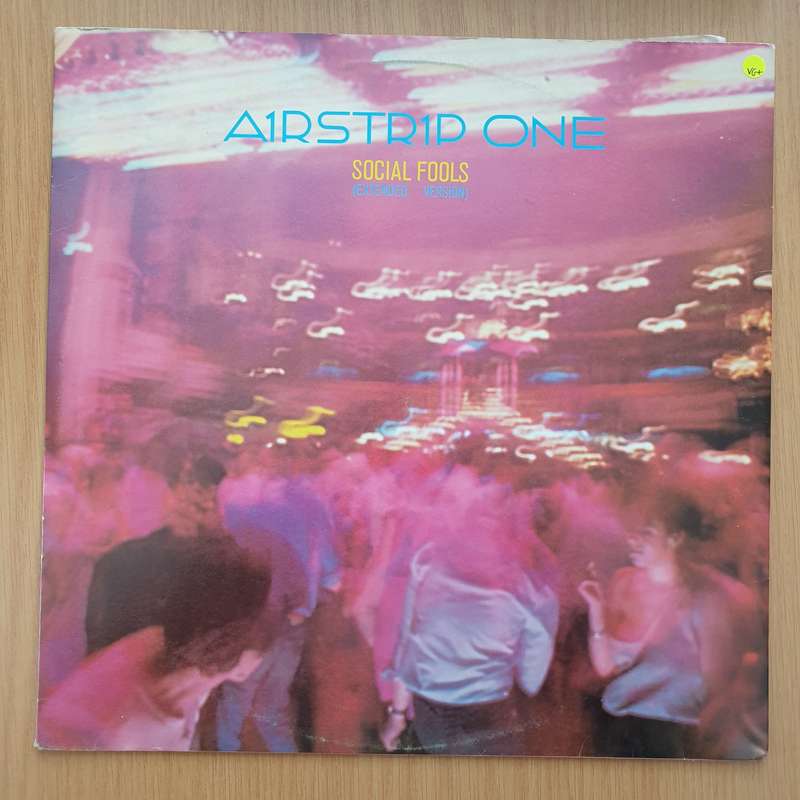 VG+
A1RSTR1P ONE
SOCIAL FOOLS
(EXTENDED VERSION)